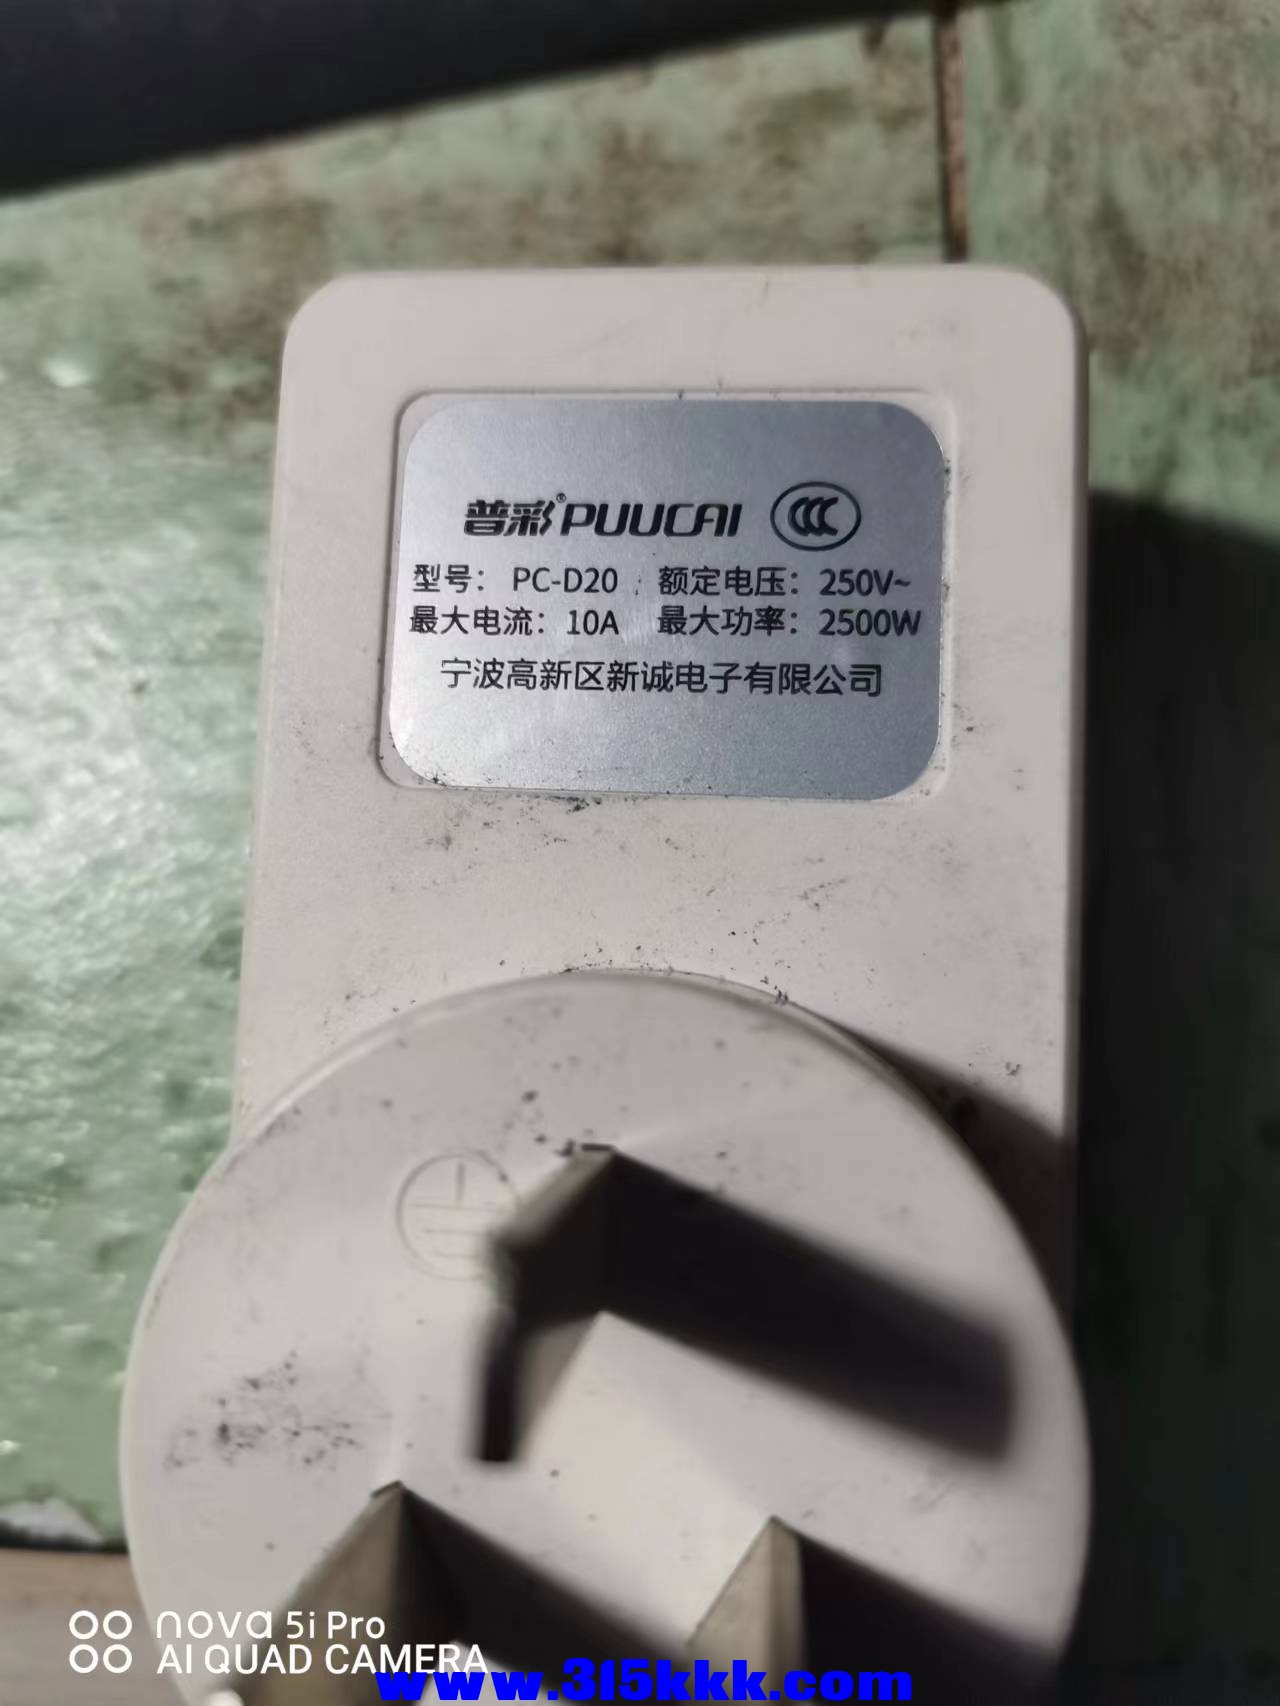 普彩® PUUCAI CCC
型号： PC-D20 额定电压：250V~
最大电流：10A 最大功率：2500W
宁波高新区新诚电子有限公司
nova 5i Pro
AI QUAD CAMERA
www.315kkk.com